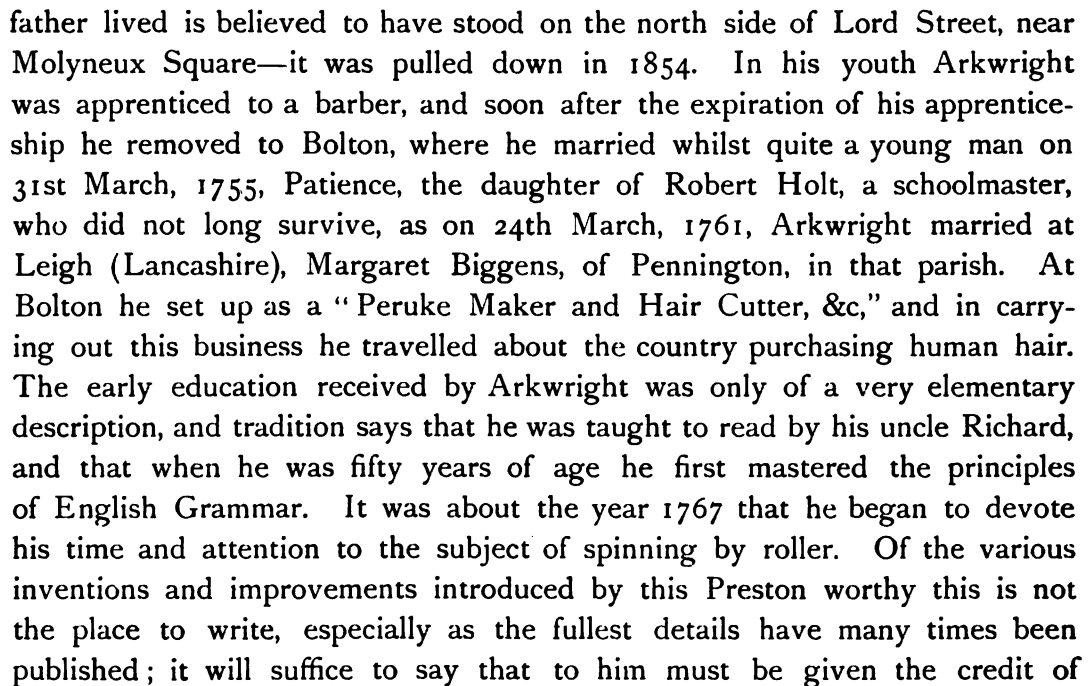 father lived is believed to have stood on the north side of Lord Street, near
Molyneux Square—it was pulled down in 1854. In his youth Arkwright
was apprenticed to a barber, and soon after the expiration of his apprentice-
ship he removed to Bolton, where he married whilst quite a young man on
31st March, 1755, Patience, the daughter of Robert Holt, a schoolmaster,
who did not long survive, as on 24th March, 1761, Arkwright married at
Leigh (Lancashire), Margaret Biggens, of Pennington, in that parish. At
Bolton he set up as a “Peruke Maker and Hair Cutter, &c,” and in carry-
ing out this business he travelled about the country purchasing human hair.
The early education received by Arkwright was only of a very elementary
description, and tradition says that he was taught to read by his uncle Richard,
and that when he was fifty years of age he first mastered the principles
of English Grammar. It was about the year 1767 that he began to devote
his time and attention to the subject of spinning by roller. Of the various
inventions and improvements introduced by this Preston worthy this is not
the place to write, especially as the fullest details have many times been
published; it will suffice to say that to him must be given the credit of